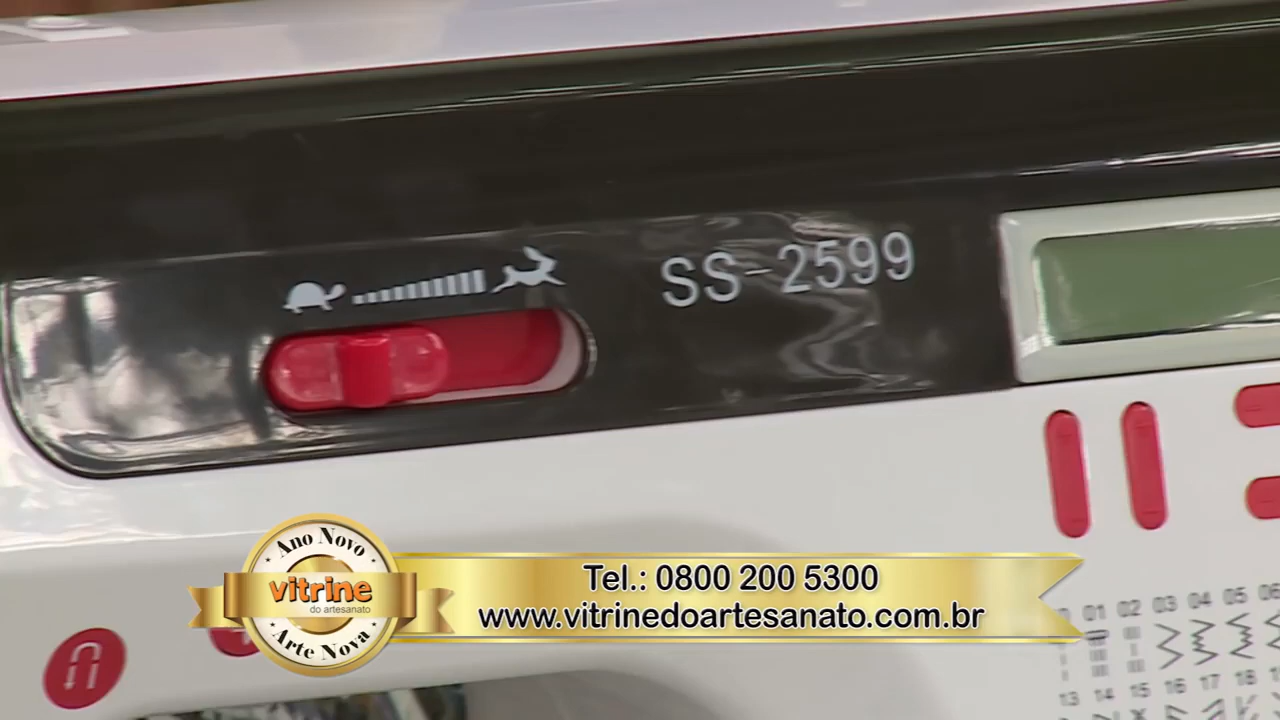 SS-2599
Ano Novo
vitrine
do artesanato
Arte Nova
Tel.: 0800 200 5300
www.vitrinedoartesanato.com.br
01 02 03 04 05
13 14 15 16 17 18